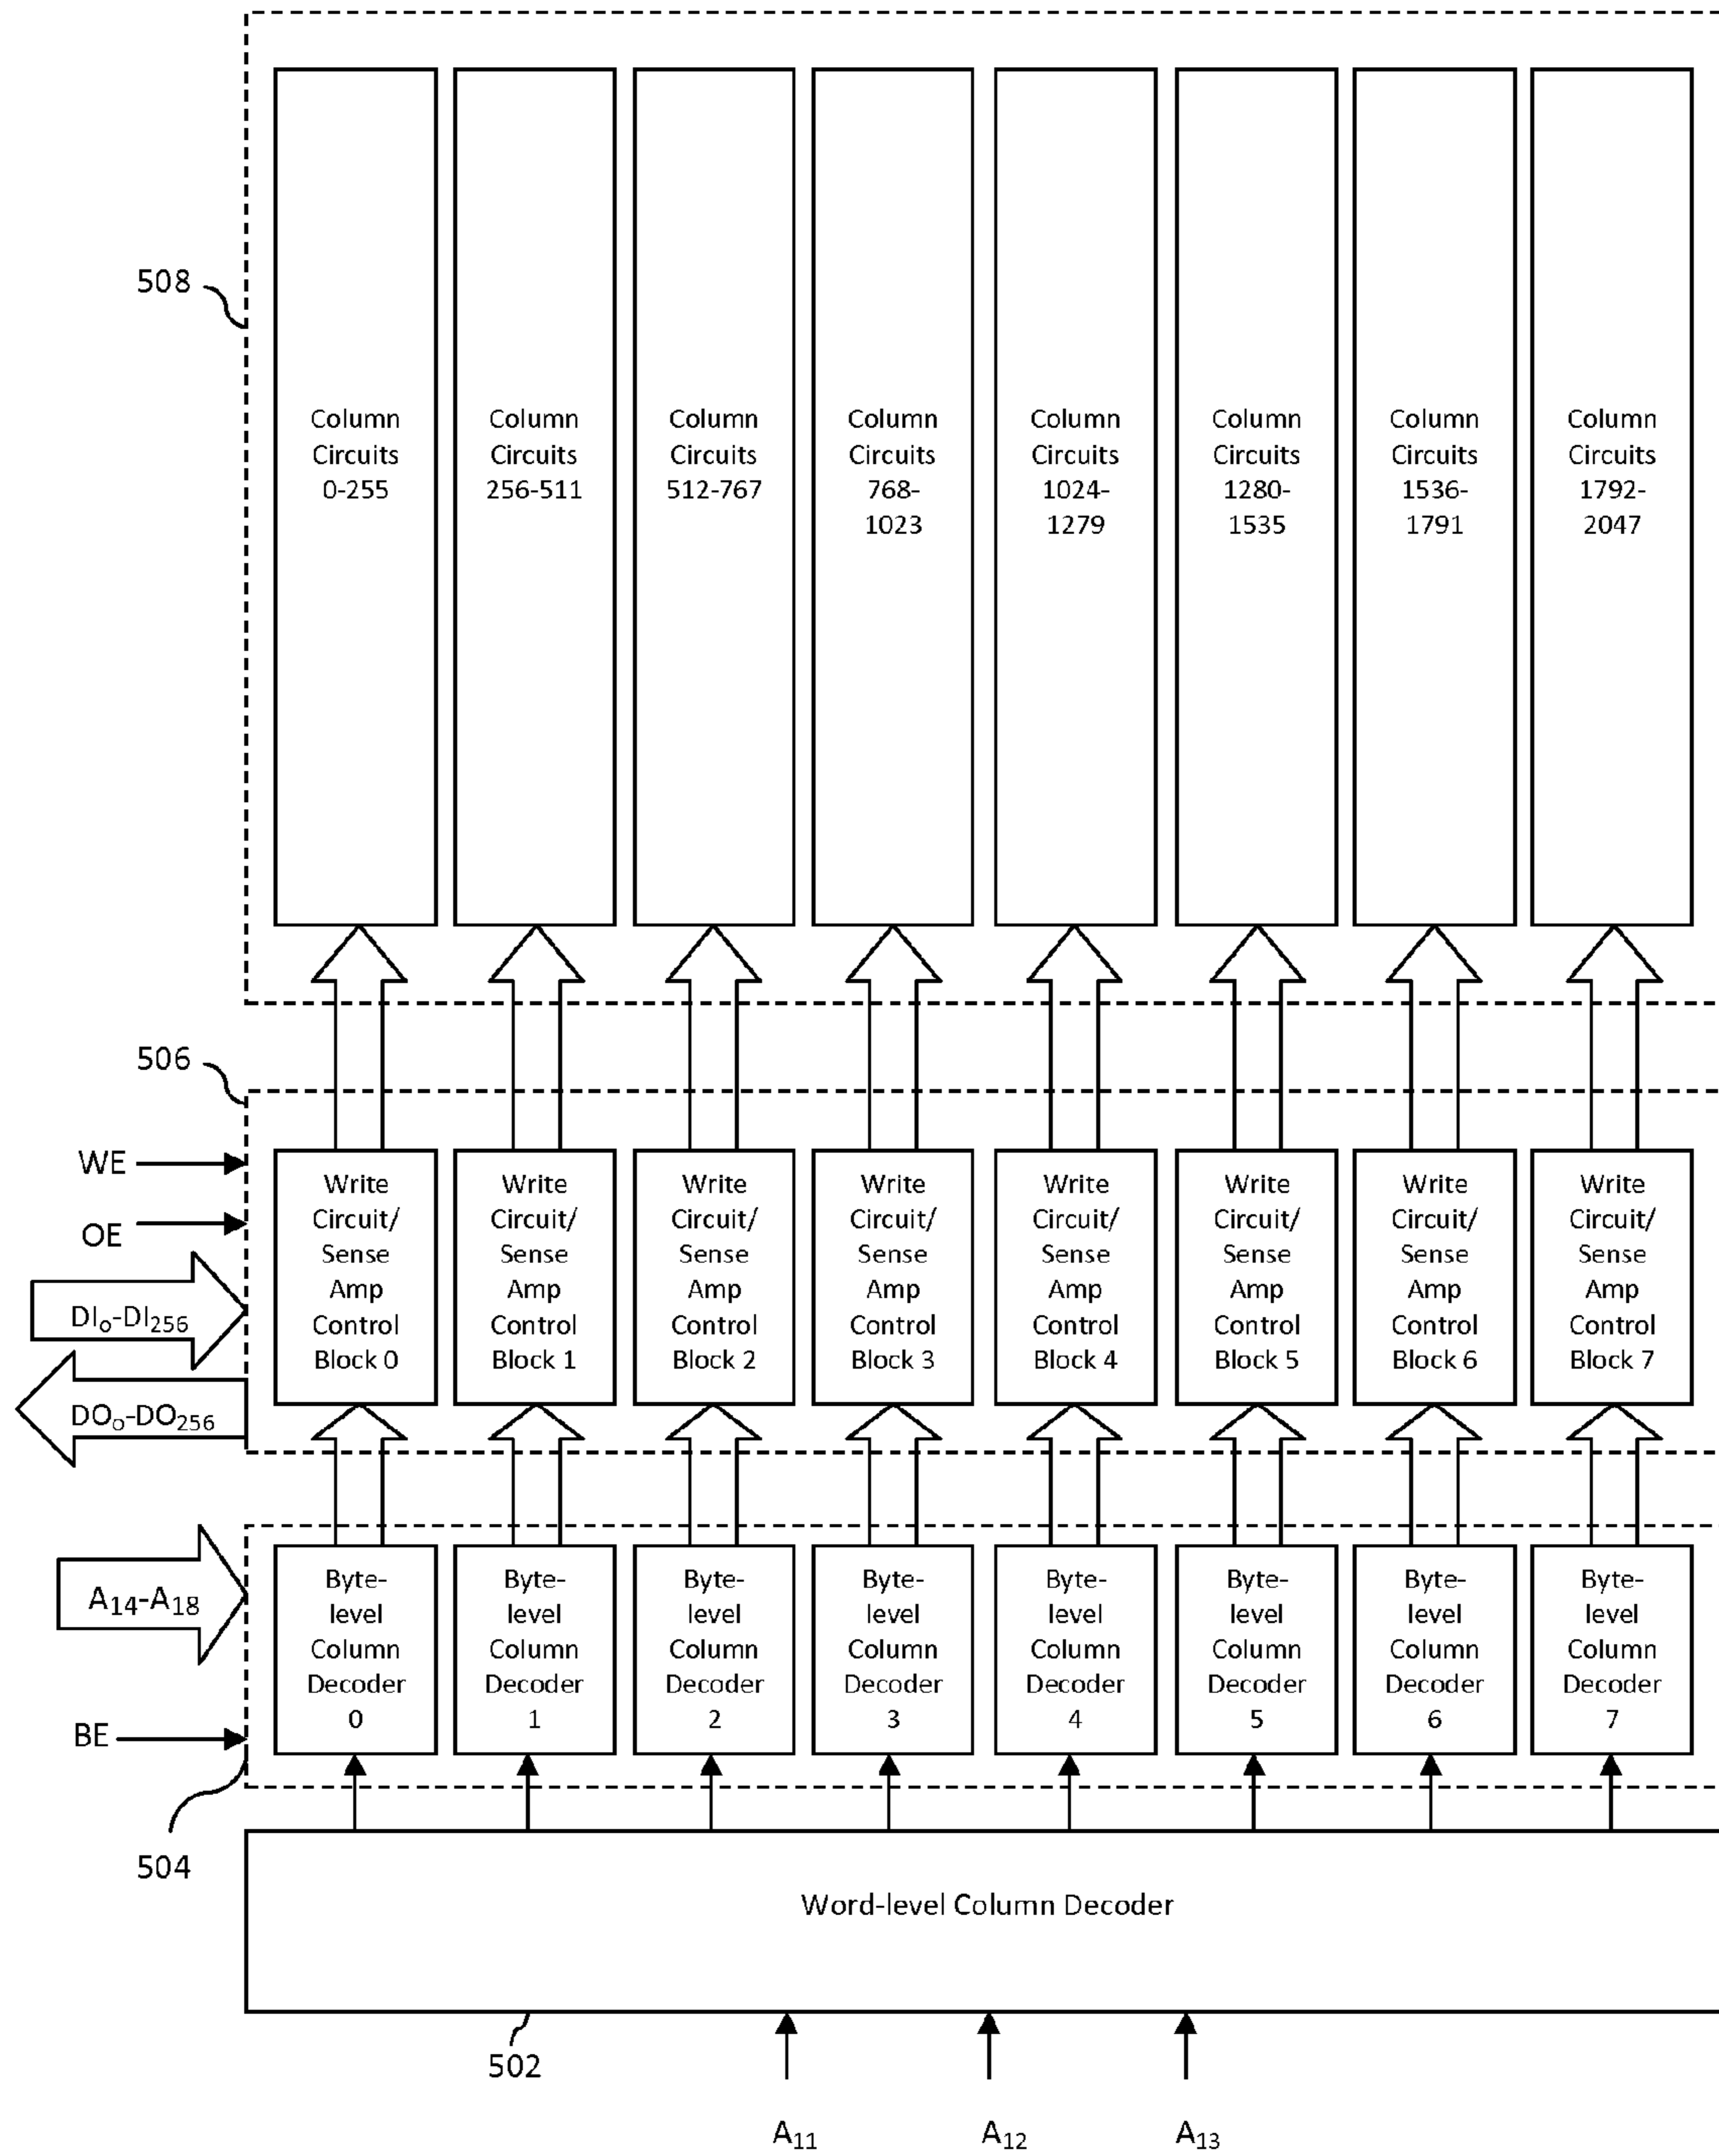 508
Column
Circuits
0-255
Column
Circuits
256-511
Column
Circuits
512-767
Column
Circuits
768-
1023
Column
Circuits
1024-
1279
Column
Circuits
1280-
1535
Column
Circuits
1536-
1791
Column
Circuits
1792-
2047
506
WE
OE
DIo-DI256
DOo-DO256
Write
Circuit/
Sense
Amp
Control
Block 0
Write
Circuit/
Sense
Amp
Control
Block 1
Write
Circuit/
Sense
Amp
Control
Block 2
Write
Circuit/
Sense
Amp
Control
Block 3
Write
Circuit/
Sense
Amp
Control
Block 4
Write
Circuit/
Sense
Amp
Control
Block 5
Write
Circuit/
Sense
Amp
Control
Block 6
Write
Circuit/
Sense
Amp
Control
Block 7
A14-A18
BE
504
Byte-
level
Column
Decoder
0
Byte-
level
Column
Decoder
1
Byte-
level
Column
Decoder
2
Byte-
level
Column
Decoder
3
Byte-
level
Column
Decoder
4
Byte-
level
Column
Decoder
5
Byte-
level
Column
Decoder
6
Byte-
level
Column
Decoder
7
Word-level Column Decoder
502
A11
A12
A13